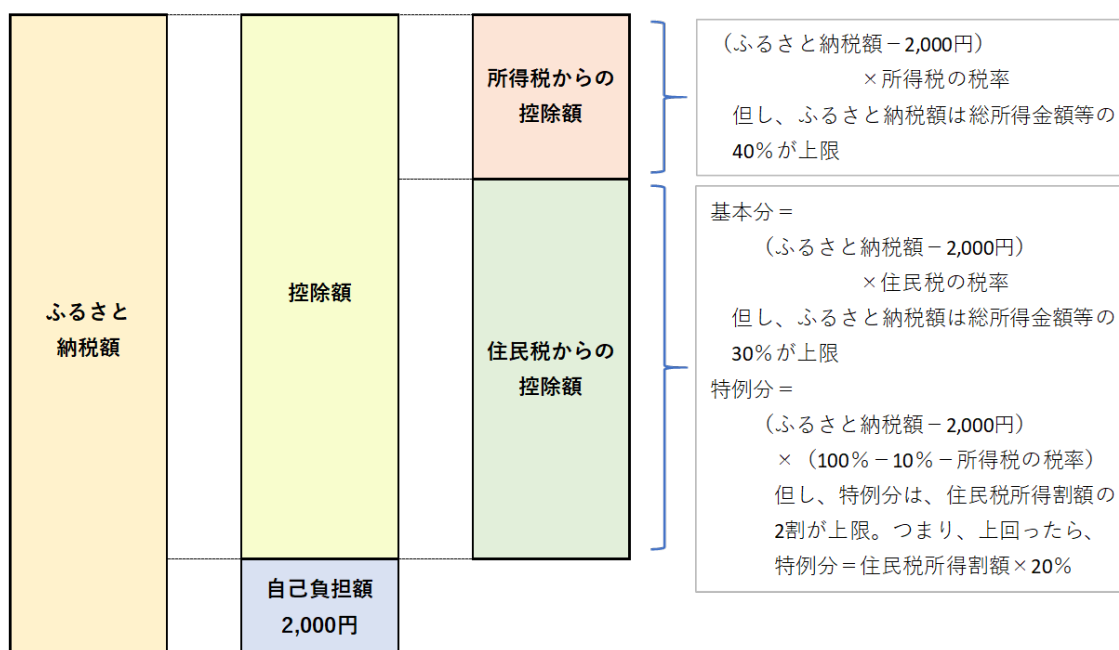 ふるさと
納税額
控除額
自己負担額
2,000円
所得税からの
控除額
住民税からの
控除額
（ふるさと納税額－2,000円）
×所得税の税率
但し、ふるさと納税額は総所得金額等の
40％が上限
基本分＝
（ふるさと納税額－2,000円）
×住民税の税率
但し、ふるさと納税額は総所得金額等の
30％が上限
特例分＝
（ふるさと納税額－2,000円）
×（100％－10％－所得税の税率）
但し、特例分は、住民税所得割額の
2割が上限。つまり、上回ったら、
特例分＝住民税所得割額×20％